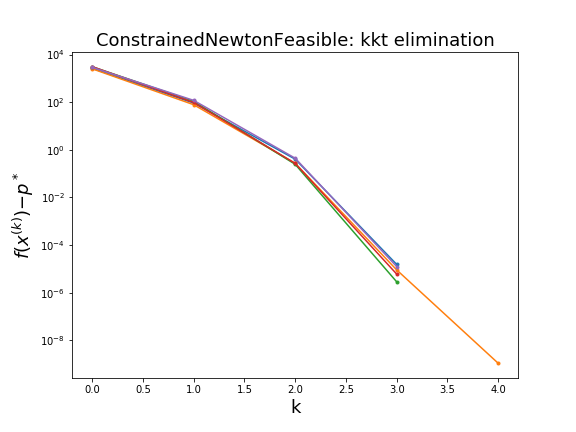 ConstrainedNewtonFeasible: kkt elimination
f(x^{(k)})−p^*
10^4
10^2
10^0
10^{−2}
10^{−4}
10^{−6}
10^{−8}
0.0 0.5 1.0 1.5 2.0 2.5 3.0 3.5 4.0
k